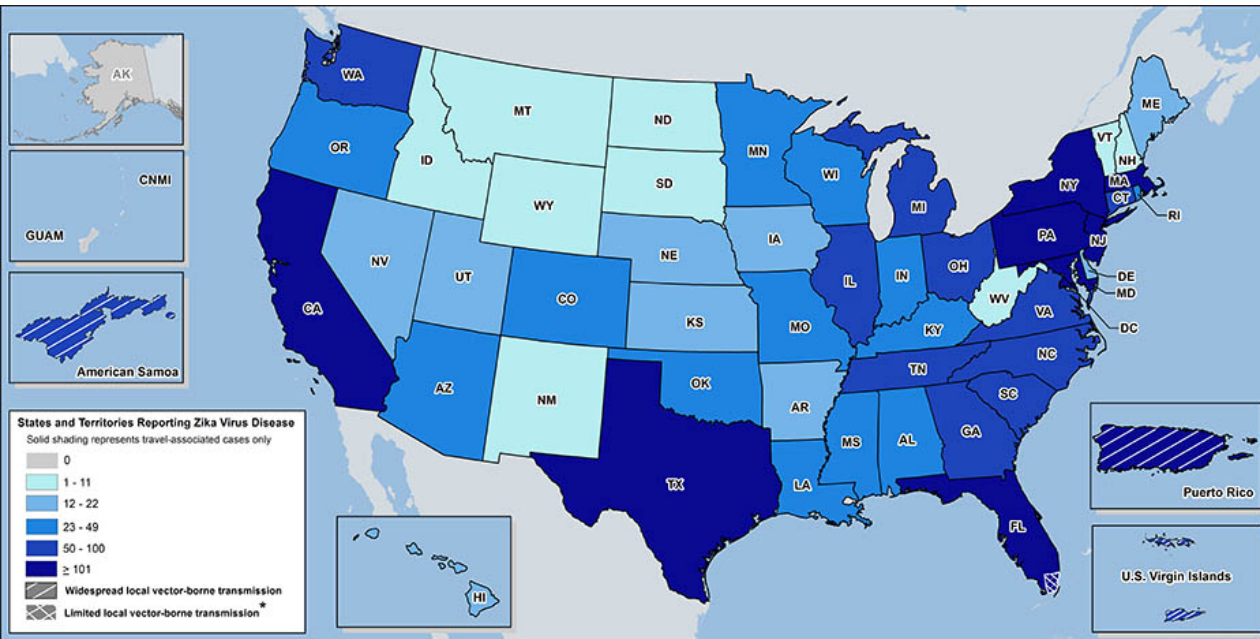 AK
CNMI
GUAM
American Samoa
WA
MT
ND
MN
ME
VT
NH
OR
ID
SD
WI
NY
MA
CT
RI
WY
MI
IA
PA
NJ
NV
UT
NE
IL
IN
OH
DE
MD
DC
CA
CO
KS
MO
KY
WV
VA
AZ
NM
OK
AR
TN
NC
SC
TX
LA
MS
AL
GA
FL
HI
Puerto Rico
U.S. Virgin Islands
States and Territories Reporting Zika Virus Disease
Solid shading represents travel-associated cases only
0
1 - 11
12 - 22
23 - 49
50 - 100
≥ 101
Widespread local vector-borne transmission
Limited local vector-borne transmission*